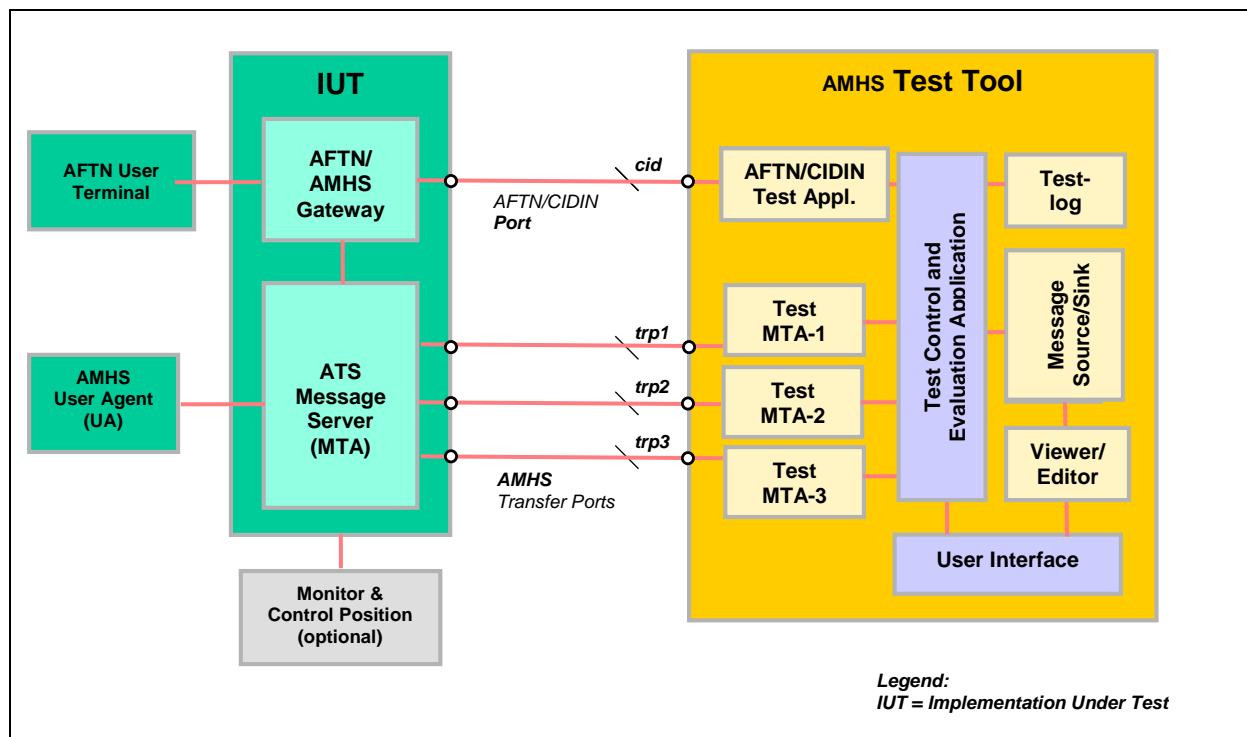 IUT
AMHS Test Tool
AFTN User
Terminal
AFTN/
AMHS
Gateway
cid
AFTN/CIDIN
Port
AFTN/CIDIN
Test Appl.
Test-
log
Test Control and
Evaluation Application
Message
Source/Sink
AMHS
User Agent
(UA)
ATS
Message
Server
(MTA)
trp1
trp2
trp3
AMHS
Transfer Ports
Test
MTA-1
Test
MTA-2
Test
MTA-3
Viewer/
Editor
User Interface
Monitor &
Control Position
(optional)
Legend:
IUT = Implementation Under Test